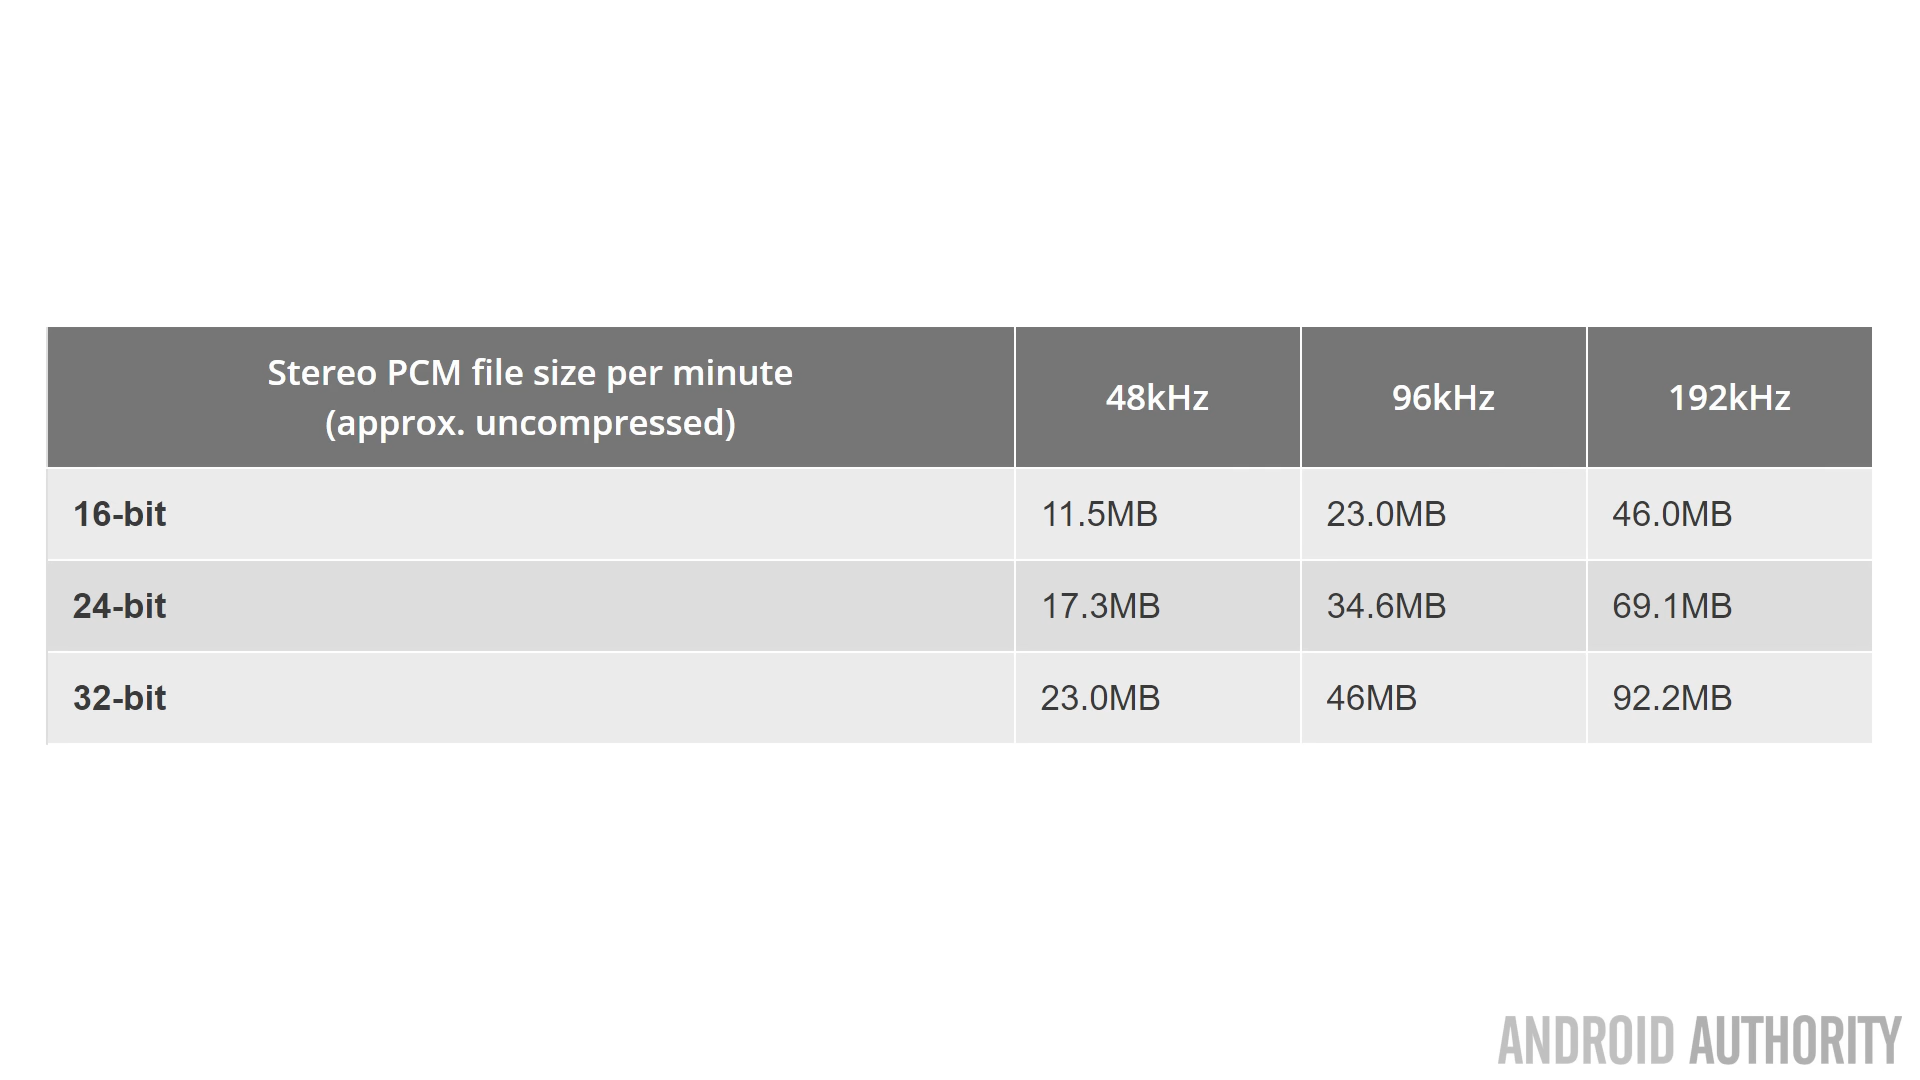 Stereo PCM file size per minute
(approx. uncompressed)
48kHz
96kHz
192kHz
16-bit
11.5MB
23.0MB
46.0MB
24-bit
17.3MB
34.6MB
69.1MB
32-bit
23.0MB
46MB
92.2MB
ANDROID AUTHORITY